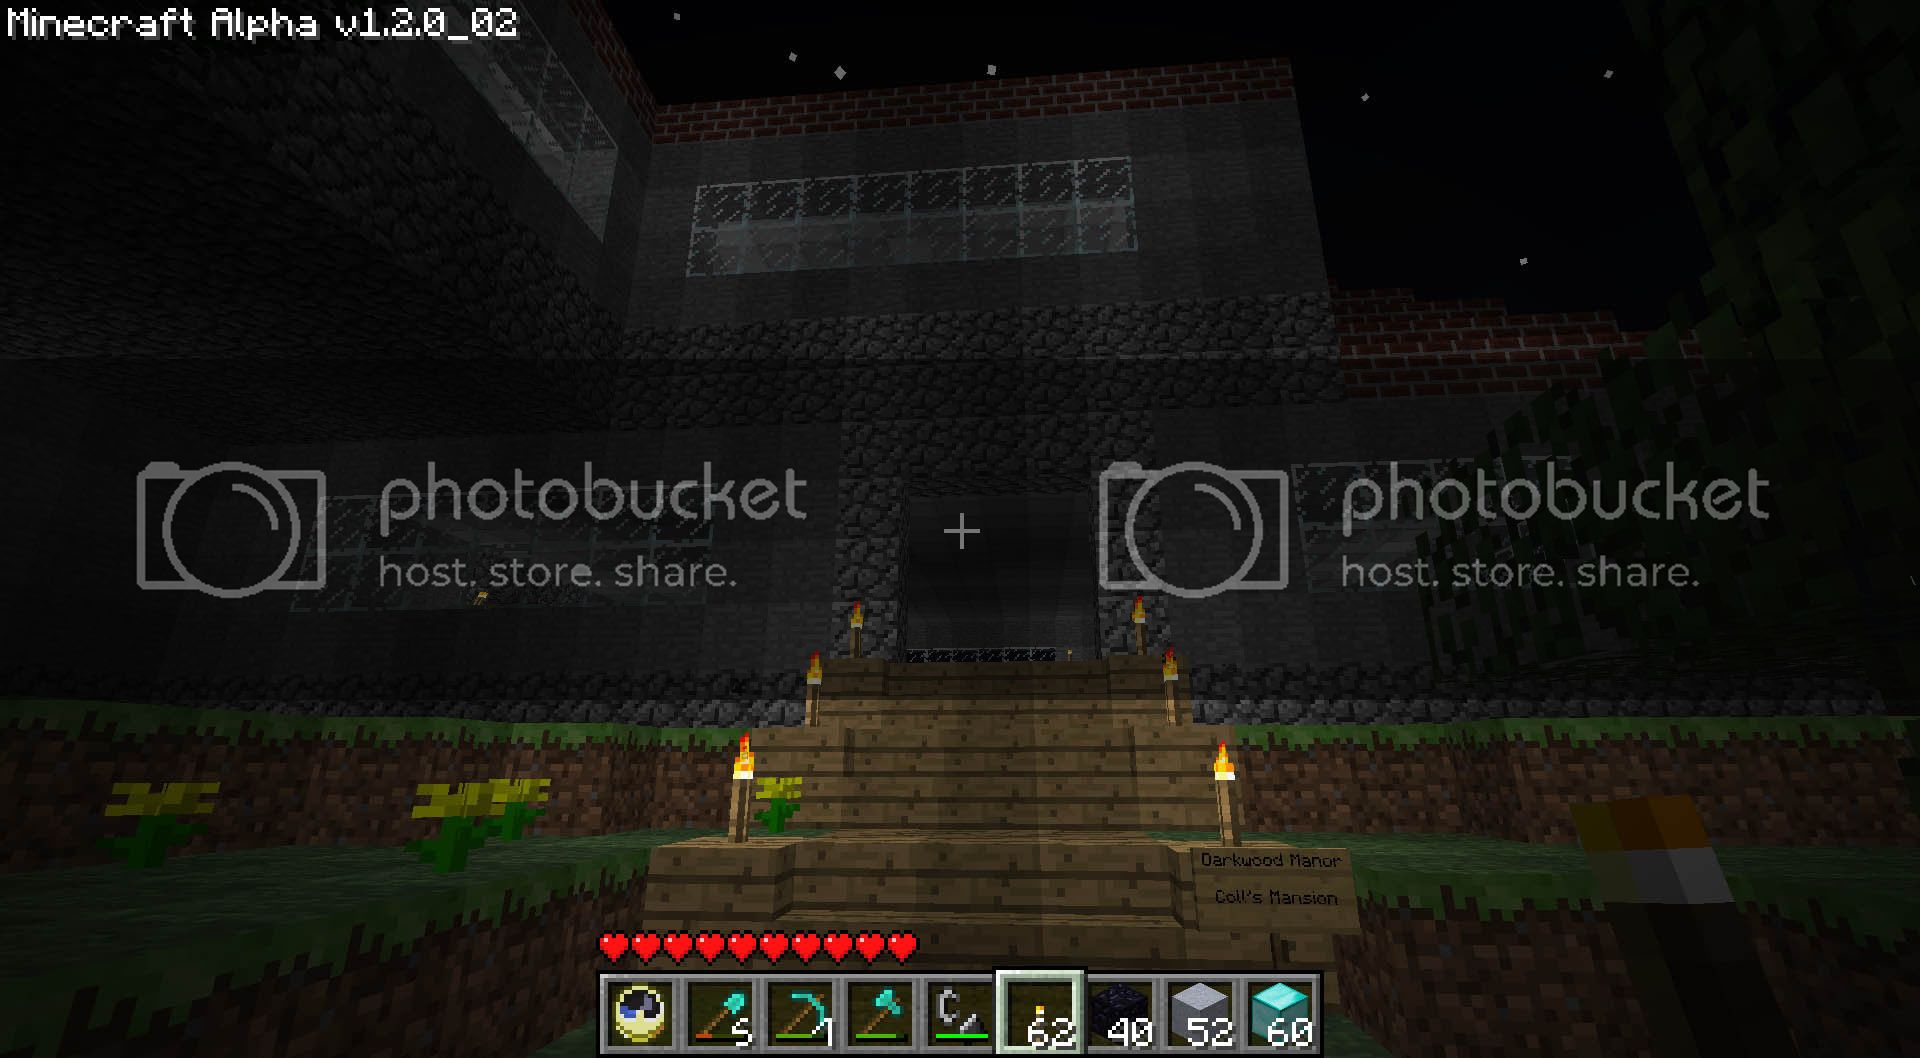 Minecraft Alpha v1.2.0_02
photobucket
host. store. share.
photobucket
host. store. share.
Darkwood Manor
Coll's Mansion
5
1
62
40
52
60